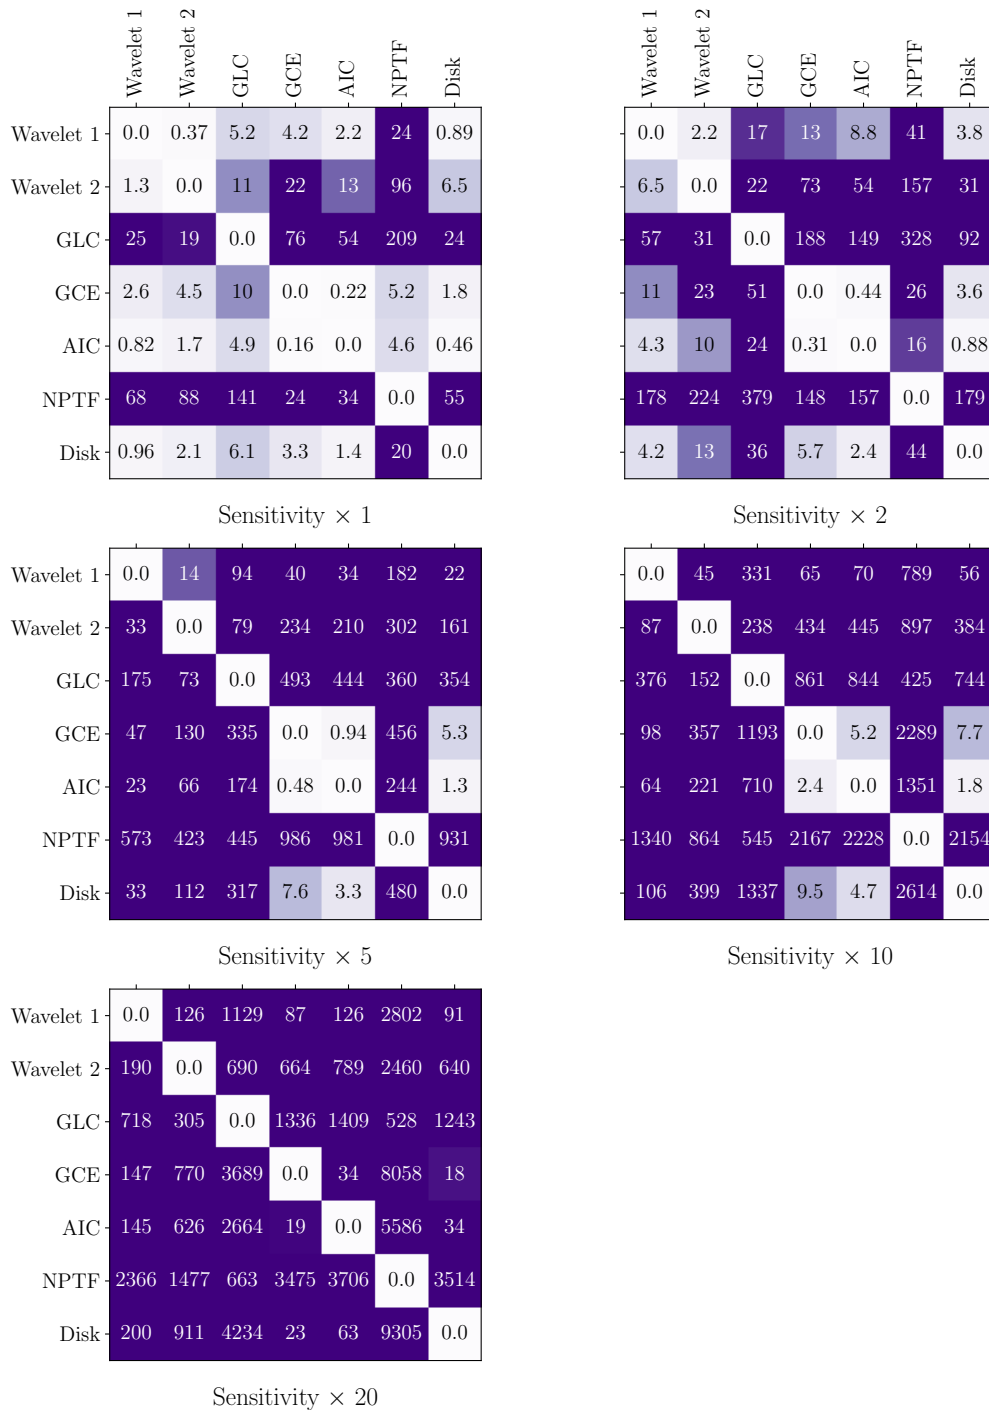 Wavelet 1 Wavelet 2 GLC GCE AIC NPTF Disk
Wavelet 1 0.0 0.37 5.2 4.2 2.2 24 0.89
Wavelet 2 1.3 0.0 11 22 13 96 6.5
GLC 25 19 0.0 76 54 209 24
GCE 2.6 4.5 10 0.0 0.22 5.2 1.8
AIC 0.82 1.7 4.9 0.16 0.0 4.6 0.46
NPTF 68 88 141 24 34 0.0 55
Disk 0.96 2.1 6.1 3.3 1.4 20 0.0
Sensitivity × 1
Wavelet 1 Wavelet 2 GLC GCE AIC NPTF Disk
0.0 2.2 17 13 8.8 41 3.8
6.5 0.0 22 73 54 157 31
57 31 0.0 188 149 328 92
11 23 51 0.0 0.44 26 3.6
4.3 10 24 0.31 0.0 16 0.88
178 224 379 148 157 0.0 179
4.2 13 36 5.7 2.4 44 0.0
Sensitivity × 2
Wavelet 1 0.0 14 94 40 34 182 22
Wavelet 2 33 0.0 79 234 210 302 161
GLC 175 73 0.0 493 444 360 354
GCE 47 130 335 0.0 0.94 456 5.3
AIC 23 66 174 0.48 0.0 244 1.3
NPTF 573 423 445 986 981 0.0 931
Disk 33 112 317 7.6 3.3 480 0.0
Sensitivity × 5
0.0 45 331 65 70 789 56
87 0.0 238 434 445 897 384
376 152 0.0 861 844 425 744
98 357 1193 0.0 5.2 2289 7.7
64 221 710 2.4 0.0 1351 1.8
1340 864 545 2167 2228 0.0 2154
106 399 1337 9.5 4.7 2614 0.0
Sensitivity × 10
Wavelet 1 0.0 126 1129 87 126 2802 91
Wavelet 2 190 0.0 690 664 789 2460 640
GLC 718 305 0.0 1336 1409 528 1243
GCE 147 770 3689 0.0 34 8058 18
AIC 145 626 2664 19 0.0 5586 34
NPTF 2366 1477 663 3475 3706 0.0 3514
Disk 200 911 4234 23 63 9305 0.0
Sensitivity × 20